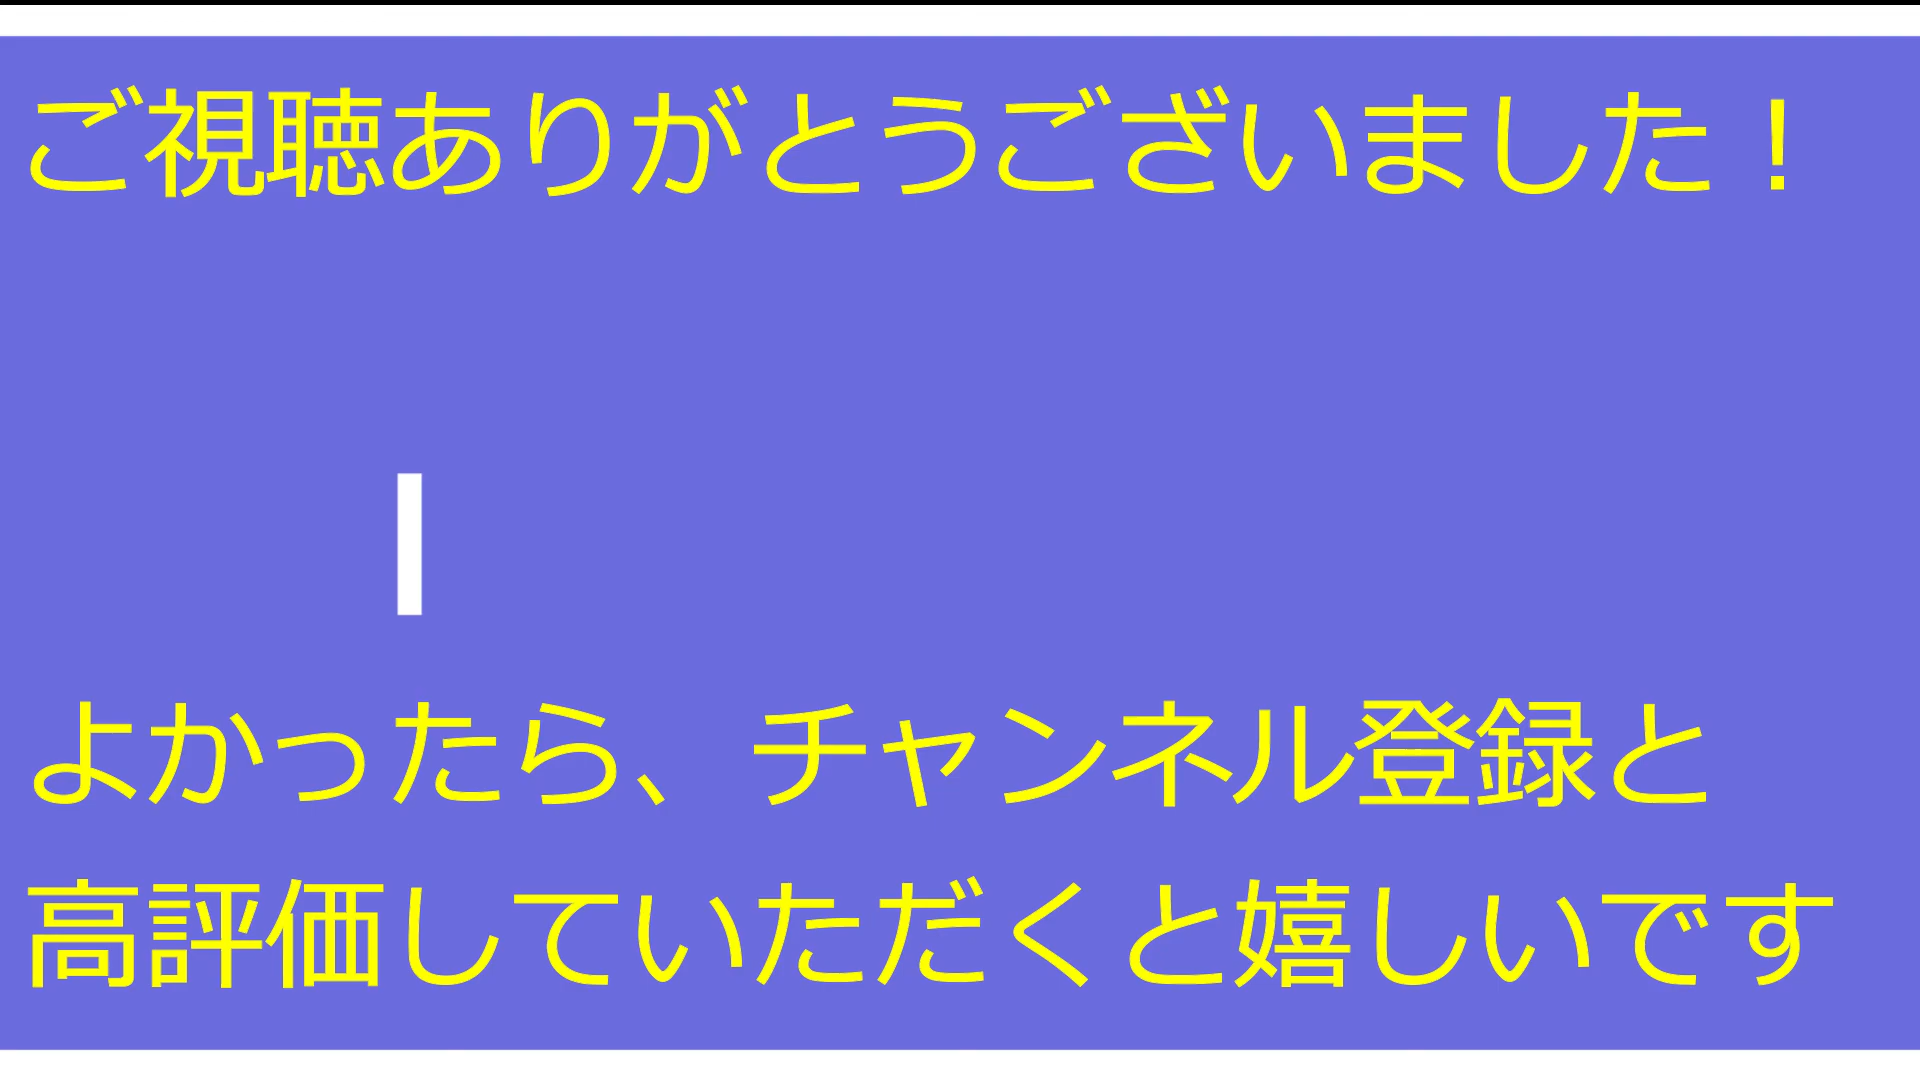 ご視聴ありがとうございました！
よかったら、チャンネル登録と
高評価していただくと嬉しいです